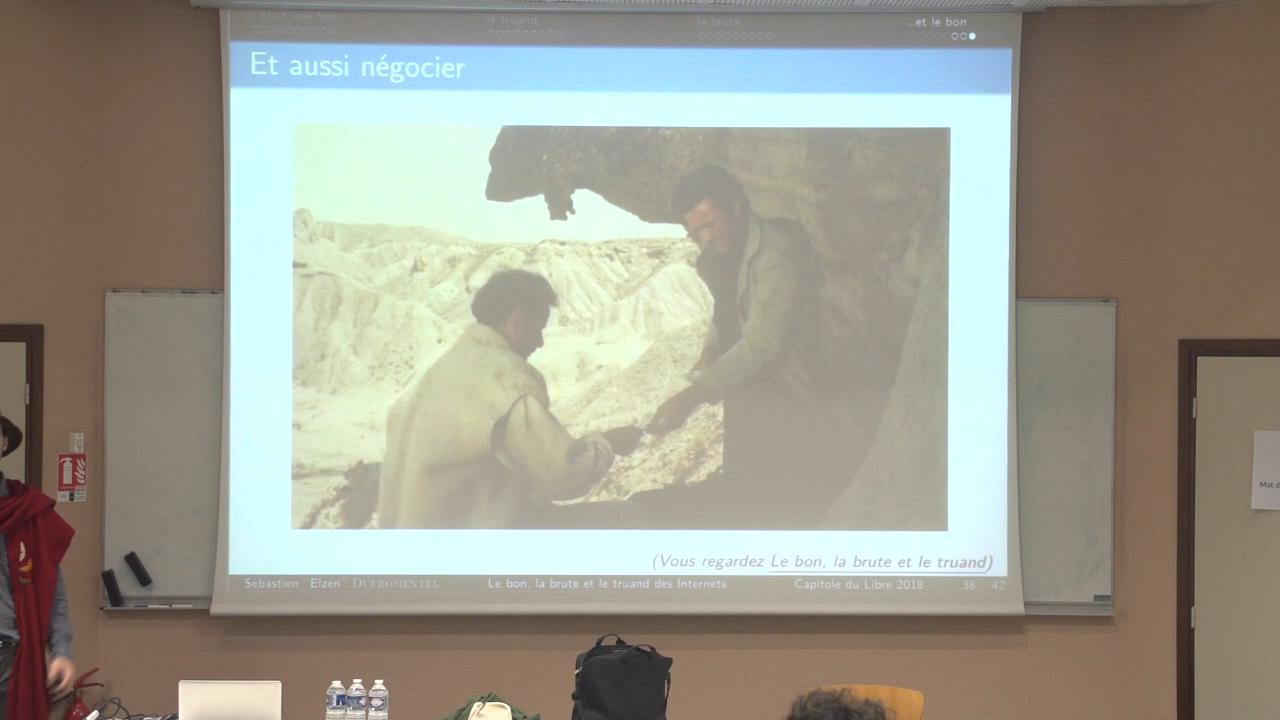 Il était une fois
le truand
la brute
...et le bon
Et aussi négocier
(Vous regardez Le bon, la brute et le truand)
Sébastien "Elzen" DUFROMENTEL
Le bon, la brute et le truand des Internets
Capitole du Libre 2018
38
42
Mot d